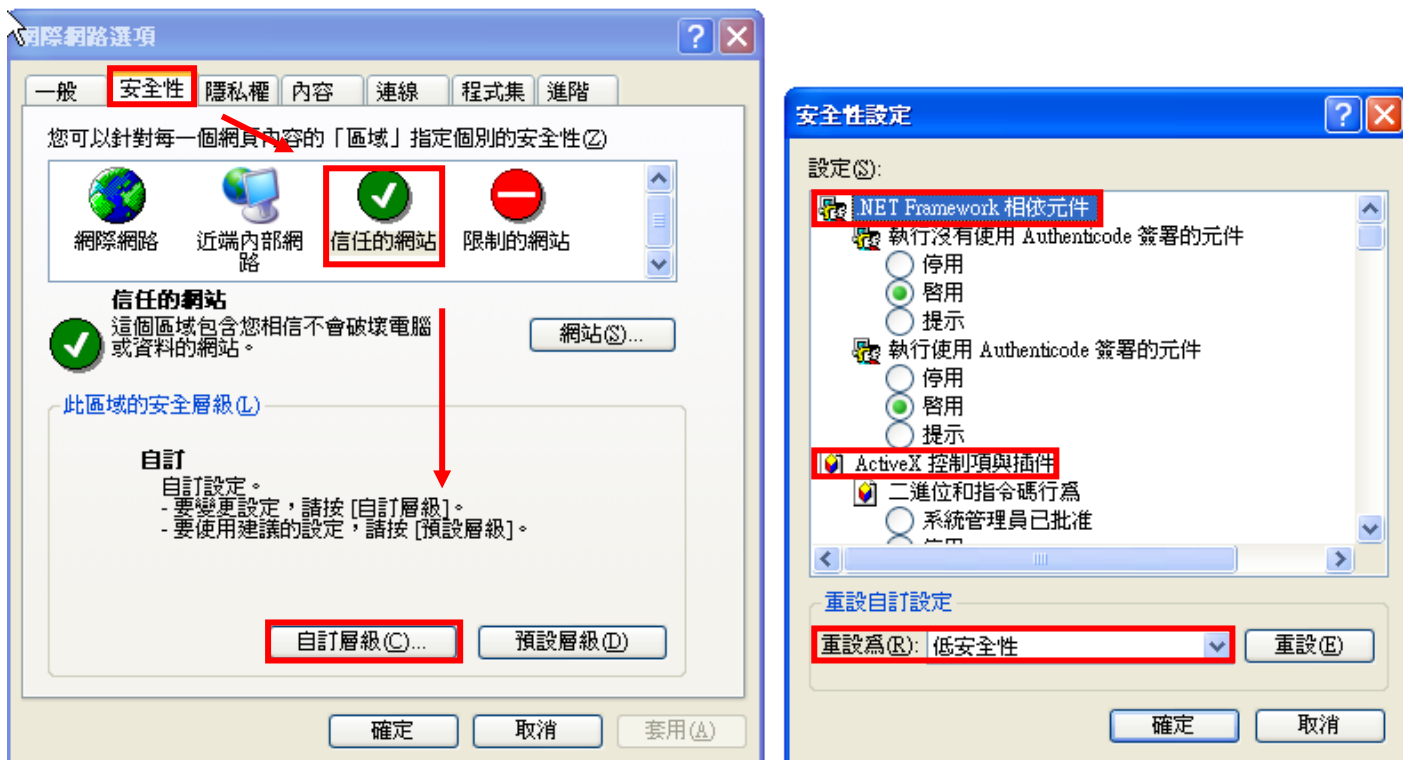 網際網路選項
一般 安全性 隱私權 內容 連線 程式集 進階
您可以針對每一個網頁內容的「區域」指定個別的安全性(Z)
網際網路 近端內部網路 信任的網站 限制的網站
信任的網站
這個區域包含您相信不會破壞電腦
或資料的網站。
網站(S)...
此區域的安全層級(L)
自訂
自訂設定。
- 要變更設定，請按 [自訂層級]。
- 要使用建議的設定，請按 [預設層級]。
自訂層級(C)... 預設層級(D)
確定 取消 套用(A)
安全性設定
設定(S):
.NET Framework 相依元件
執行沒有使用 Authenticode 簽署的元件
停用
啓用
提示
執行使用 Authenticode 簽署的元件
停用
啓用
提示
ActiveX 控制項與插件
二進位和指令碼行爲
系統管理員已批准
重設自訂設定
重設爲(R): 低安全性 重設(E)
確定 取消